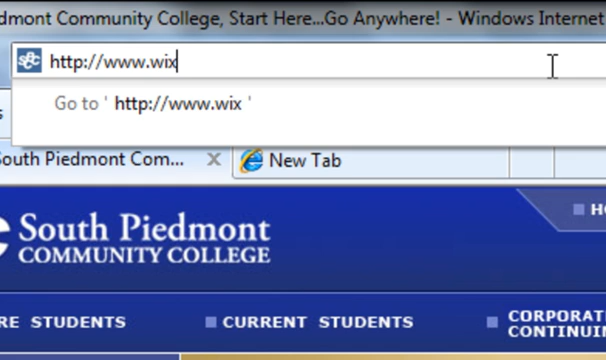 dmont Community College, Start Here...Go Anywhere! - Windows Internet
http://www.wix
Go to ' http://www.wix '
South Piedmont Com... X
New Tab
South Piedmont
COMMUNITY COLLEGE
RE STUDENTS
CURRENT STUDENTS
CORPORAT
CONTINUIN